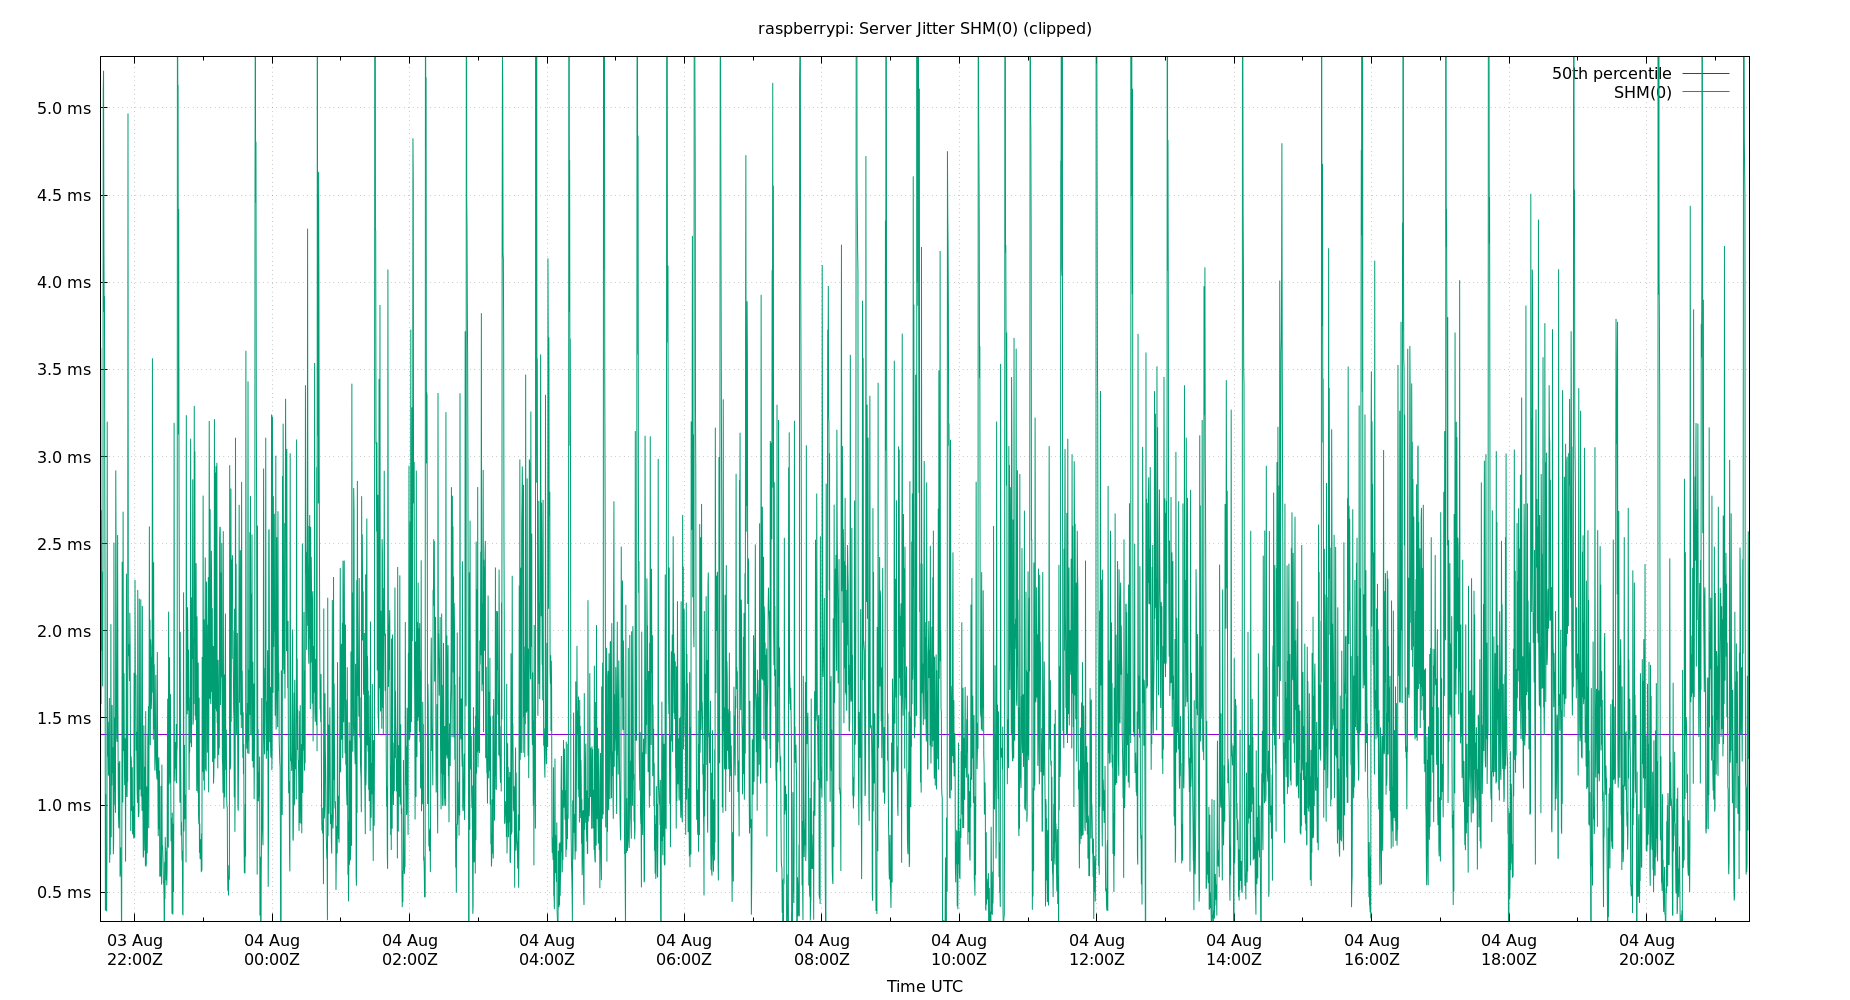 raspberrypi: Server Jitter SHM(0) (clipped)
50th percentile
SHM(0)
5.0 ms
4.5 ms
4.0 ms
3.5 ms
3.0 ms
2.5 ms
2.0 ms
1.5 ms
1.0 ms
0.5 ms
03 Aug 04 Aug 04 Aug 04 Aug 04 Aug 04 Aug 04 Aug 04 Aug 04 Aug 04 Aug 04 Aug 04 Aug
22:00Z 00:00Z 02:00Z 04:00Z 06:00Z 08:00Z 10:00Z 12:00Z 14:00Z 16:00Z 18:00Z 20:00Z
Time UTC